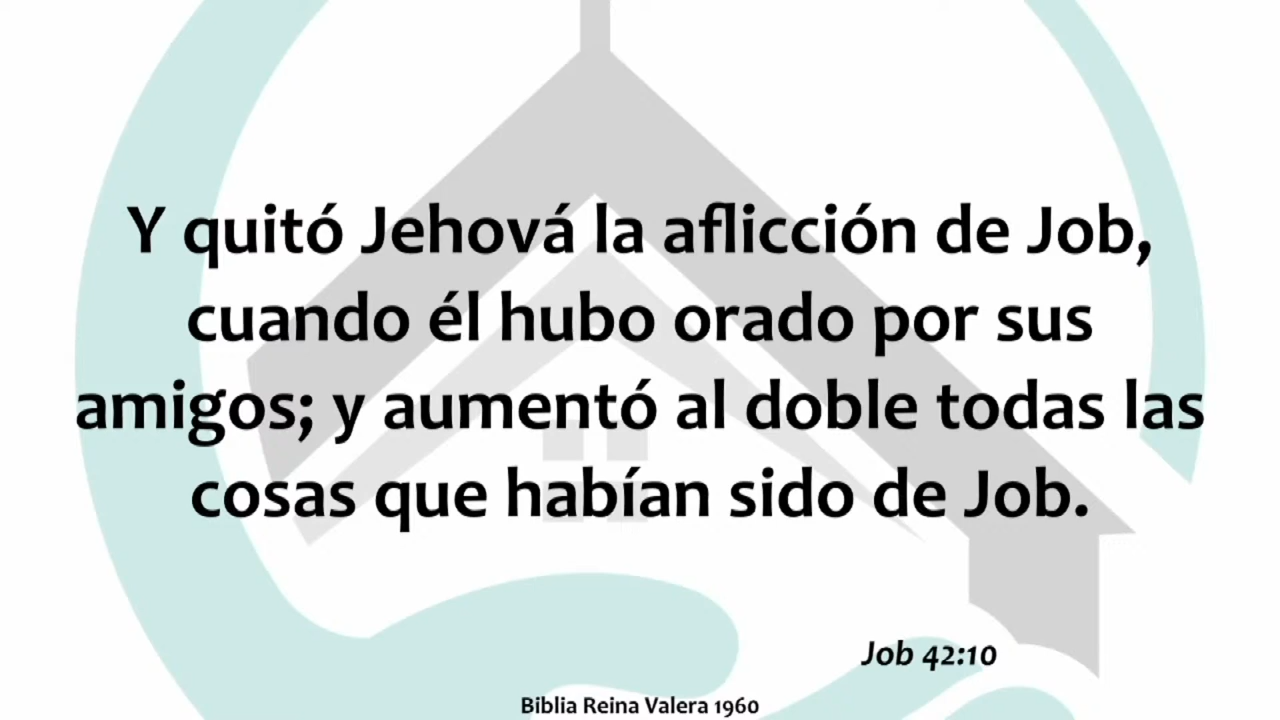 Y quitó Jehová la aflicción de Job,
cuando él hubo orado por sus
amigos; y aumentó al doble todas las
cosas que habían sido de Job.
Job 42:10
Biblia Reina Valera 1960